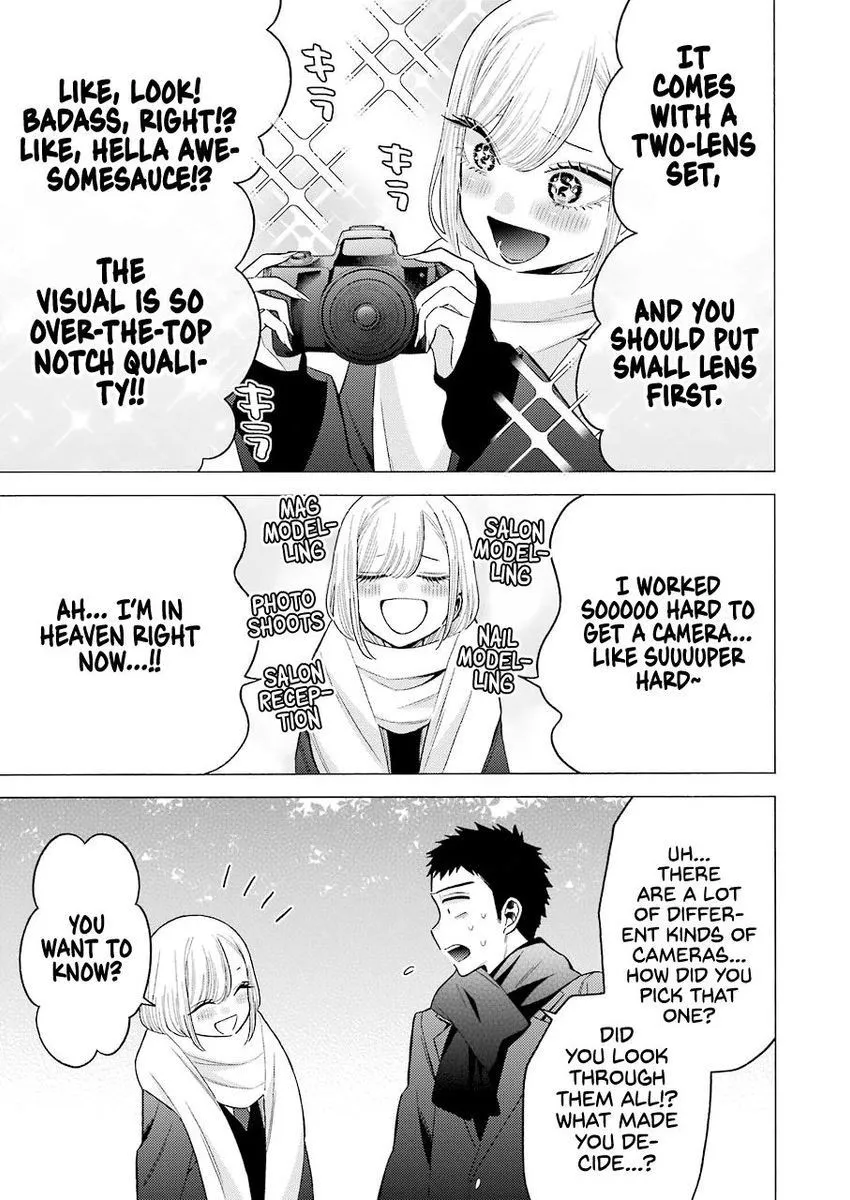 IT
COMES
WITH A
TWO-LENS
SET,
AND YOU
SHOULD PUT
SMALL LENS
FIRST.
キラ
キラ
LIKE, LOOK!
BADASS, RIGHT!?
LIKE, HELLA AWE-
SOMESAUCE!?
THE
VISUAL IS SO
OVER-THE-TOP
NOTCH QUALI-
TY!!
キラ
I WORKED
SOOOOO HARD TO
GET A CAMERA...
LIKE SUUUUPER
HARD~
SALON
MODEL-
LING
NAIL
MODEL-
LING
MAG
MODEL-
LING
PHOTO
SHOOTS
SALON
RECEP-
TION
AH... I'M IN
HEAVEN RIGHT
NOW...!!
UH...
THERE
ARE A LOT
OF DIFFER-
ENT KINDS OF
CAMERAS...
HOW DID YOU
PICK THAT
ONE?
DID
YOU LOOK
THROUGH
THEM ALL!?
WHAT MADE
YOU DE-
CIDE...?
YOU
WANT TO
KNOW?